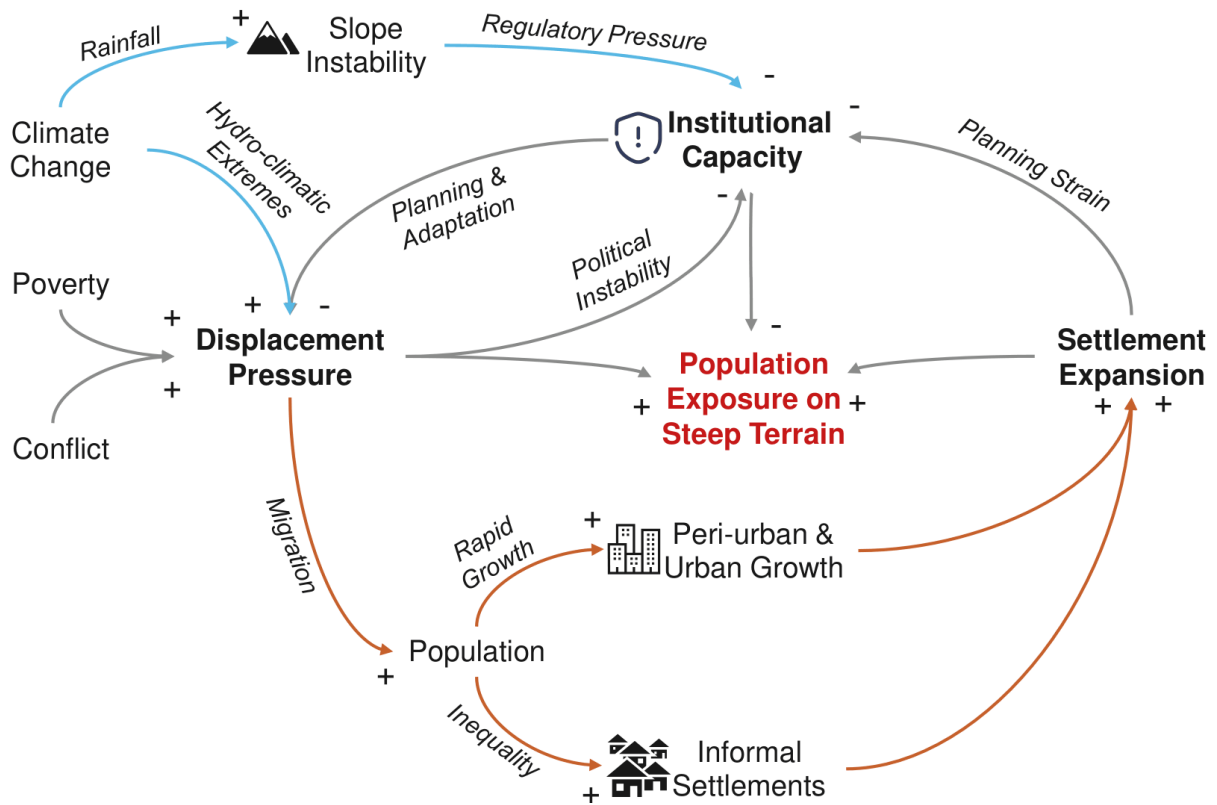 Rainfall
+
Slope
Instability
Regulatory Pressure
-
Climate
Change
Hydro-climatic
Extremes
Institutional
Capacity
-
-
Planning Strain
Planning &
Adaptation
Political
Instability
Poverty
+
+
-
Displacement
Pressure
+
Conflict
-
Population
Exposure on
Steep Terrain
+
+
Settlement
Expansion
+ +
Migration
Rapid
Growth
+
Peri-urban &
Urban Growth
Population
+
Inequality
+
Informal
Settlements